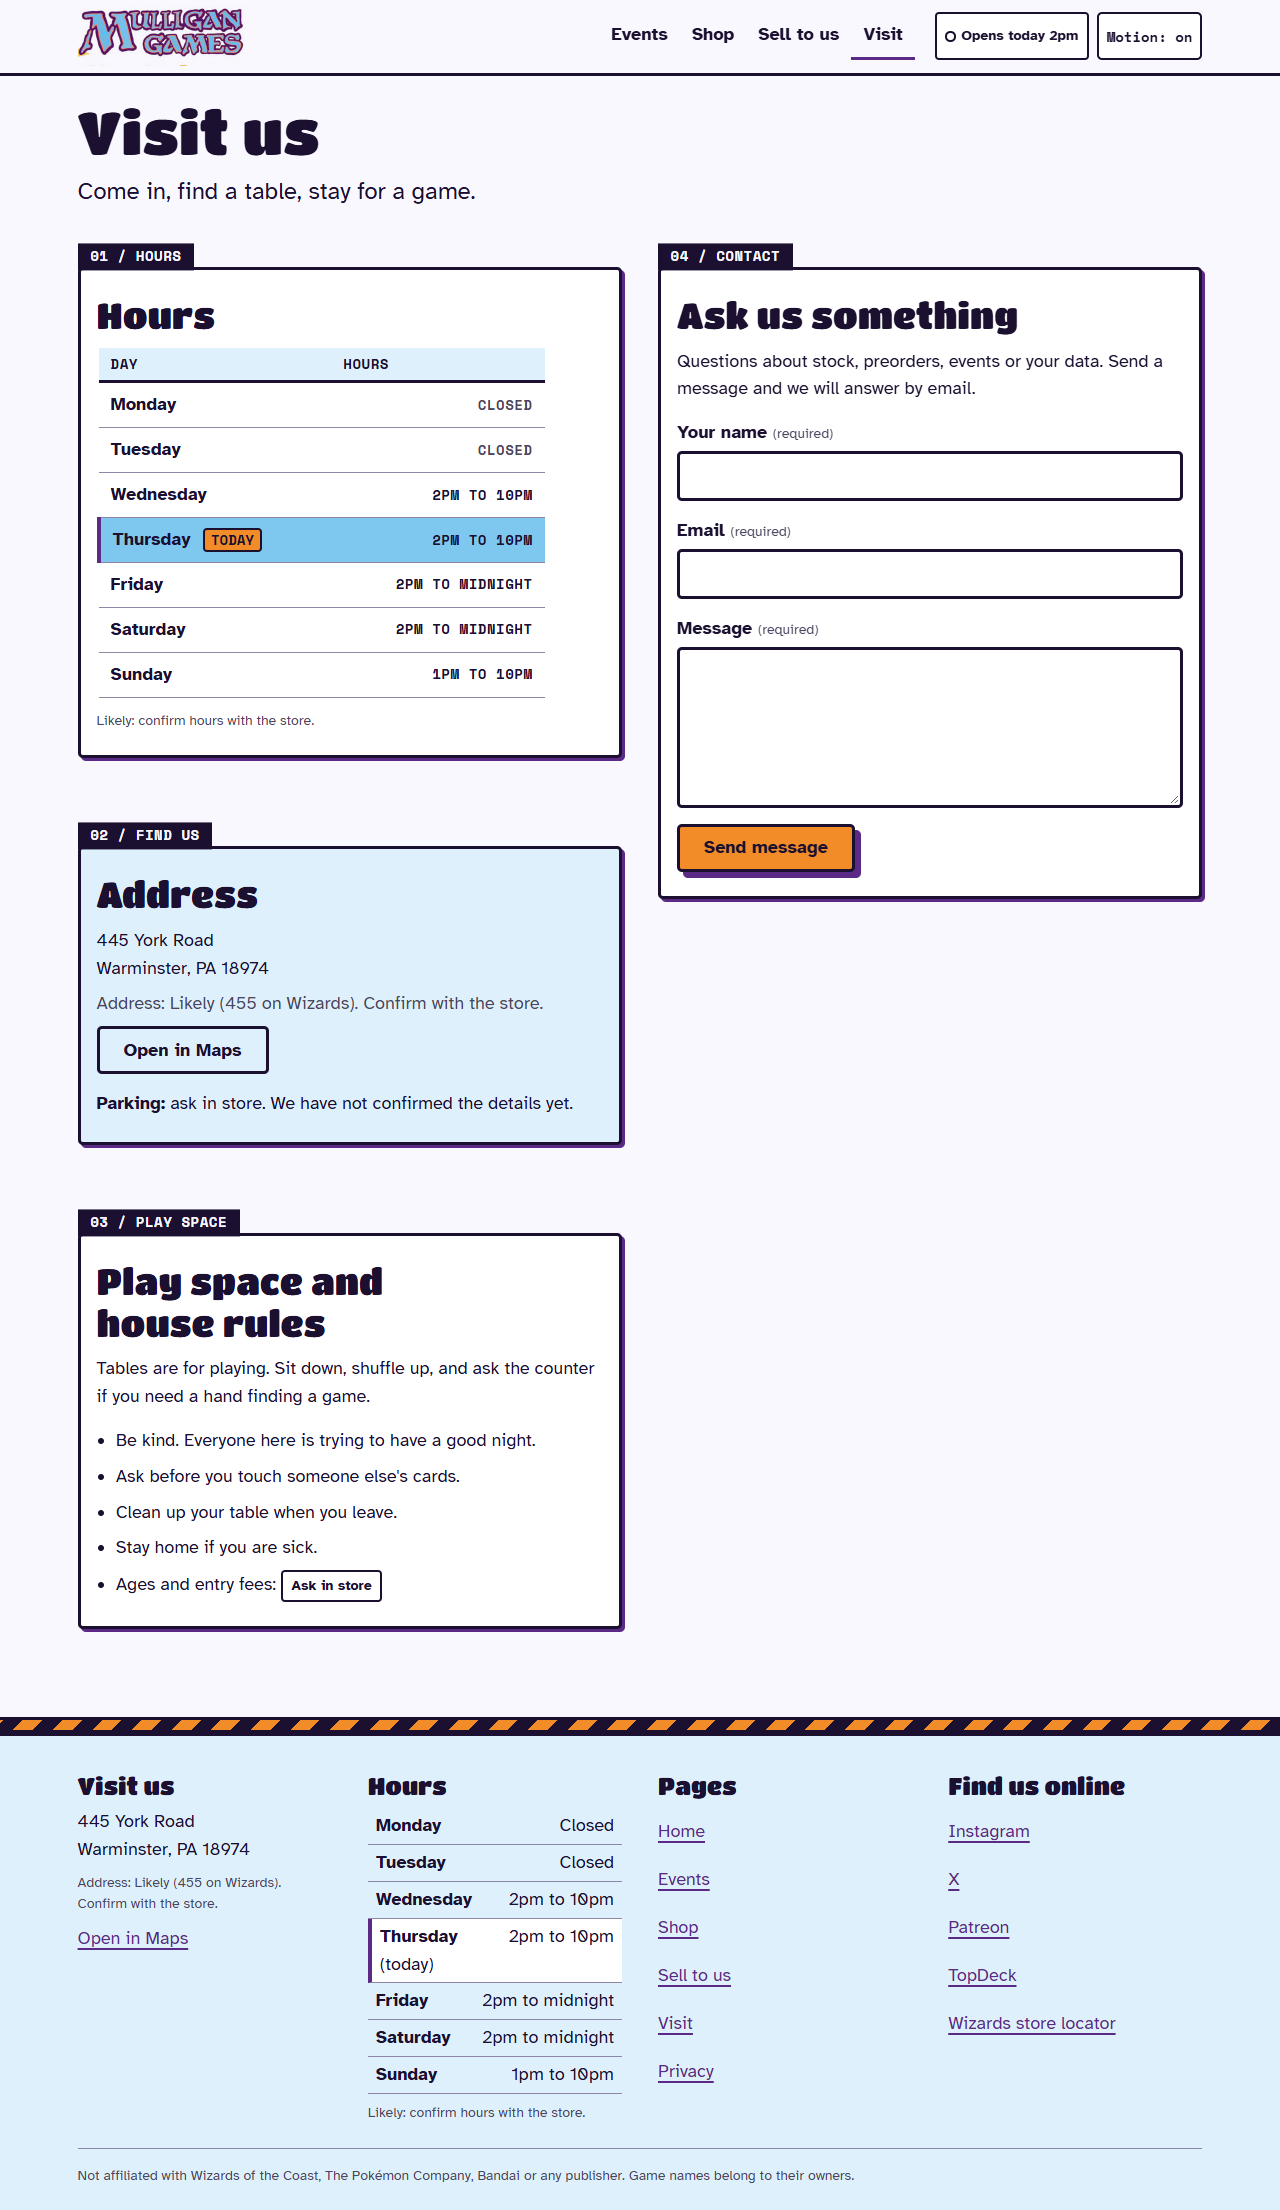 MULLIGAN GAMES
Events Shop Sell to us Visit Opens today 2pm Motion: on
Visit us
Come in, find a table, stay for a game.
01 / HOURS
Hours
DAY HOURS
Monday CLOSED
Tuesday CLOSED
Wednesday 2PM TO 10PM
Thursday TODAY 2PM TO 10PM
Friday 2PM TO MIDNIGHT
Saturday 2PM TO MIDNIGHT
Sunday 1PM TO 10PM
Likely: confirm hours with the store.
02 / FIND US
Address
445 York Road
Warminster, PA 18974
Address: Likely (455 on Wizards). Confirm with the store.
Open in Maps
Parking: ask in store. We have not confirmed the details yet.
03 / PLAY SPACE
Play space and
house rules
Tables are for playing. Sit down, shuffle up, and ask the counter
if you need a hand finding a game.
• Be kind. Everyone here is trying to have a good night.
• Ask before you touch someone else's cards.
• Clean up your table when you leave.
• Stay home if you are sick.
• Ages and entry fees: Ask in store
04 / CONTACT
Ask us something
Questions about stock, preorders, events or your data. Send a
message and we will answer by email.
Your name (required)
Email (required)
Message (required)
Send message
Visit us
445 York Road
Warminster, PA 18974
Address: Likely (455 on Wizards).
Confirm with the store.
Open in Maps
Hours
Monday Closed
Tuesday Closed
Wednesday 2pm to 10pm
Thursday 2pm to 10pm
(today)
Friday 2pm to midnight
Saturday 2pm to midnight
Sunday 1pm to 10pm
Likely: confirm hours with the store.
Pages
Home
Events
Shop
Sell to us
Visit
Privacy
Find us online
Instagram
X
Patreon
TopDeck
Wizards store locator
Not affiliated with Wizards of the Coast, The Pokémon Company, Bandai or any publisher. Game names belong to their owners.